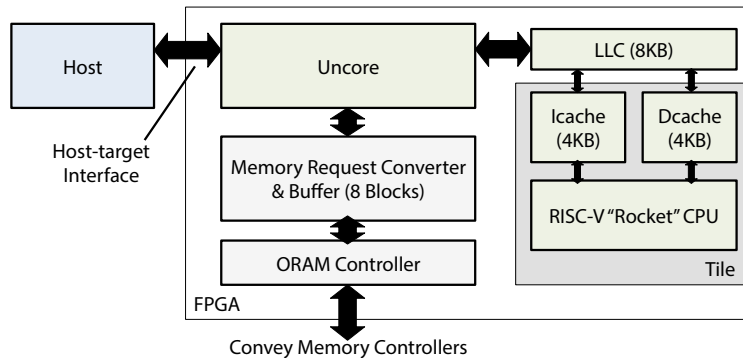 Host
Uncore
LLC (8KB)
Icache
(4KB)
Dcache
(4KB)
Host-target
Interface
Memory Request Converter
& Buffer (8 Blocks)
RISC-V “Rocket” CPU
ORAM Controller
Tile
FPGA
Convey Memory Controllers